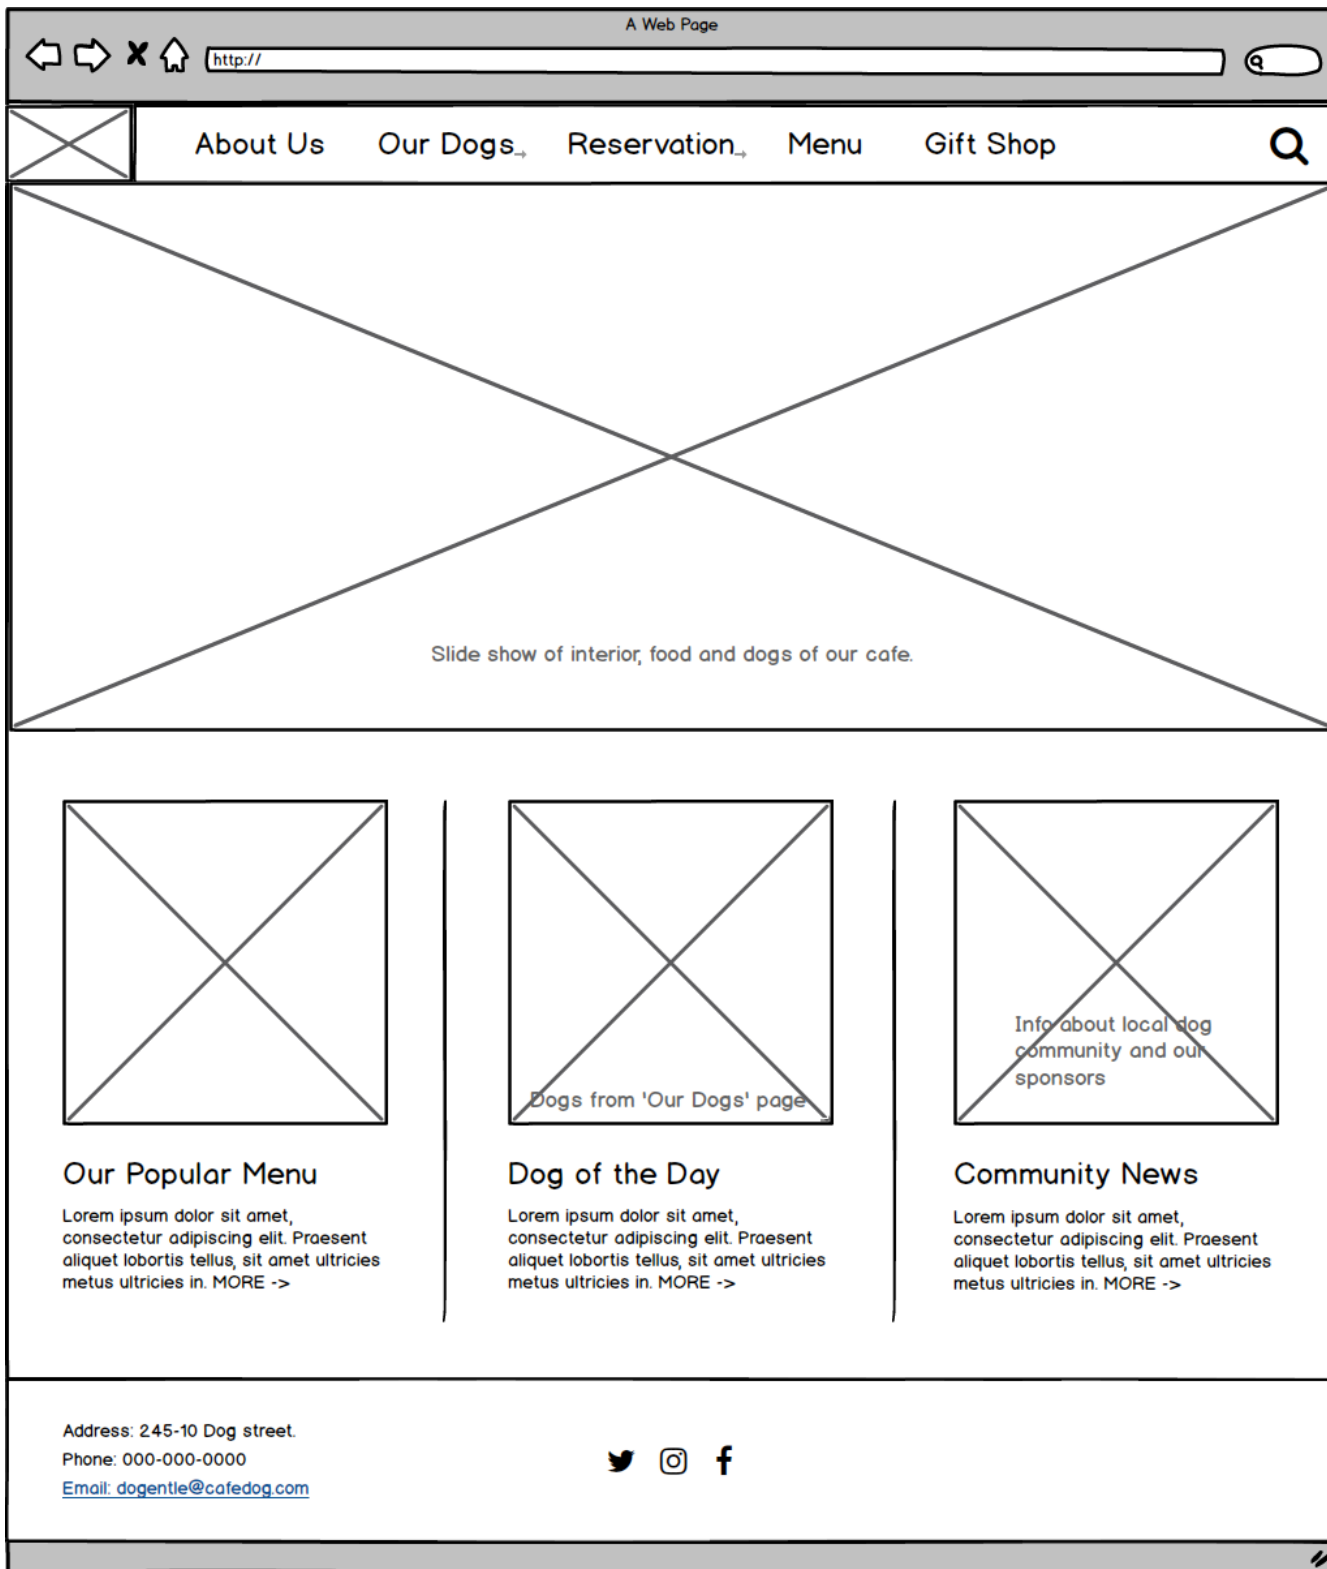 A Web Page
http://
About Us Our Dogs Reservation Menu Gift Shop
Slide show of interior, food and dogs of our cafe.
Dogs from 'Our Dogs' page
Info about local dog
community and our
sponsors
Our Popular Menu
Lorem ipsum dolor sit amet,
consectetur adipiscing elit. Praesent
aliquet lobortis tellus, sit amet ultricies
metus ultricies in. MORE ->
Dog of the Day
Lorem ipsum dolor sit amet,
consectetur adipiscing elit. Praesent
aliquet lobortis tellus, sit amet ultricies
metus ultricies in. MORE ->
Community News
Lorem ipsum dolor sit amet,
consectetur adipiscing elit. Praesent
aliquet lobortis tellus, sit amet ultricies
metus ultricies in. MORE ->
Address: 245-10 Dog street.
Phone: 000-000-0000
Email: dogentle@cafedog.com